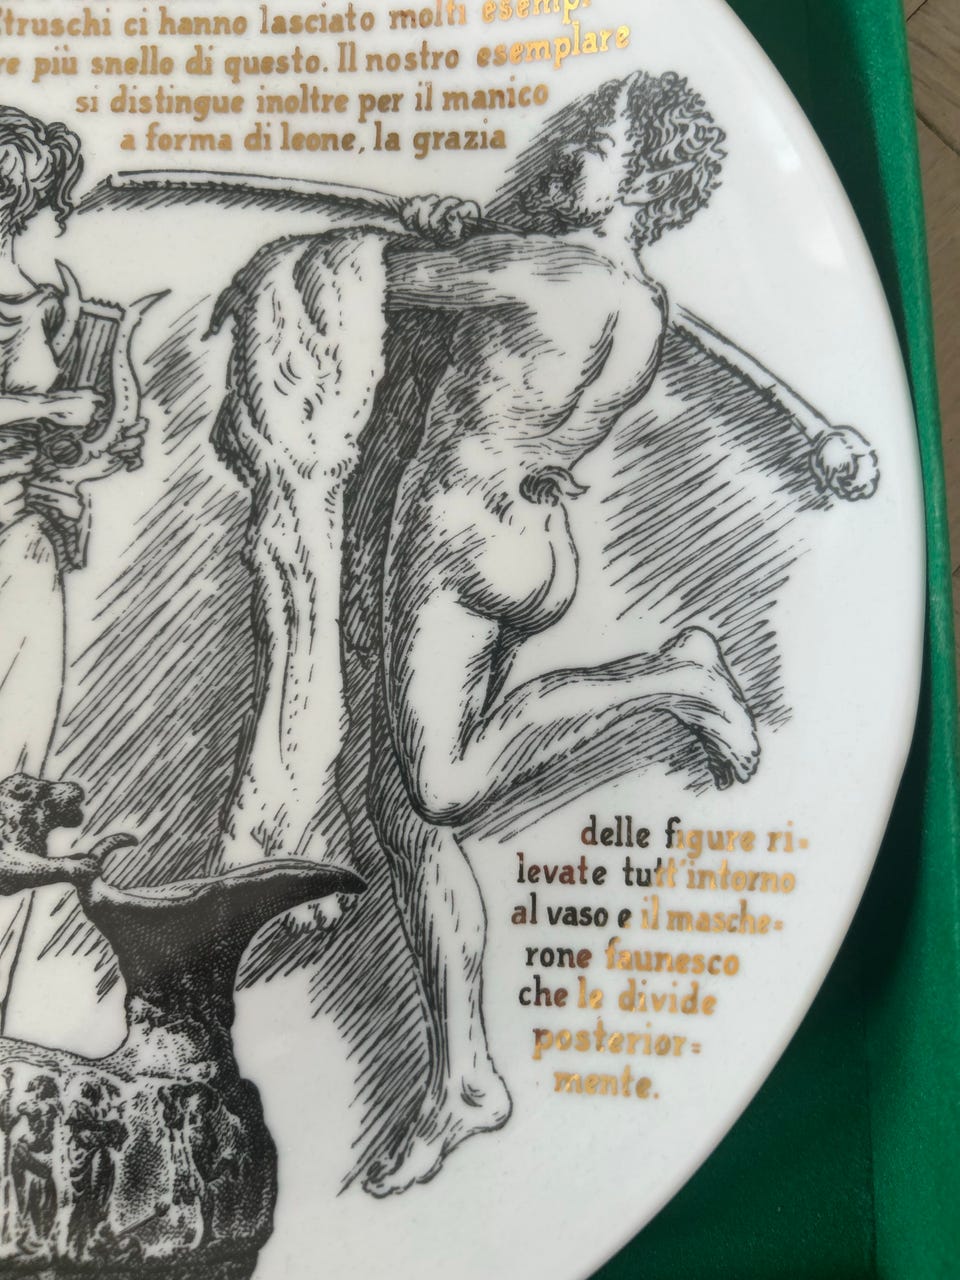 truschi ci hanno lasciato molti esempi
re più snello di questo. Il nostro esemplare
si distingue inoltre per il manico
a forma di leone, la grazia
delle figure ri-
levate tutt'intorno
al vaso e il masche-
rone faunesco
che le divide
posterior-
mente.